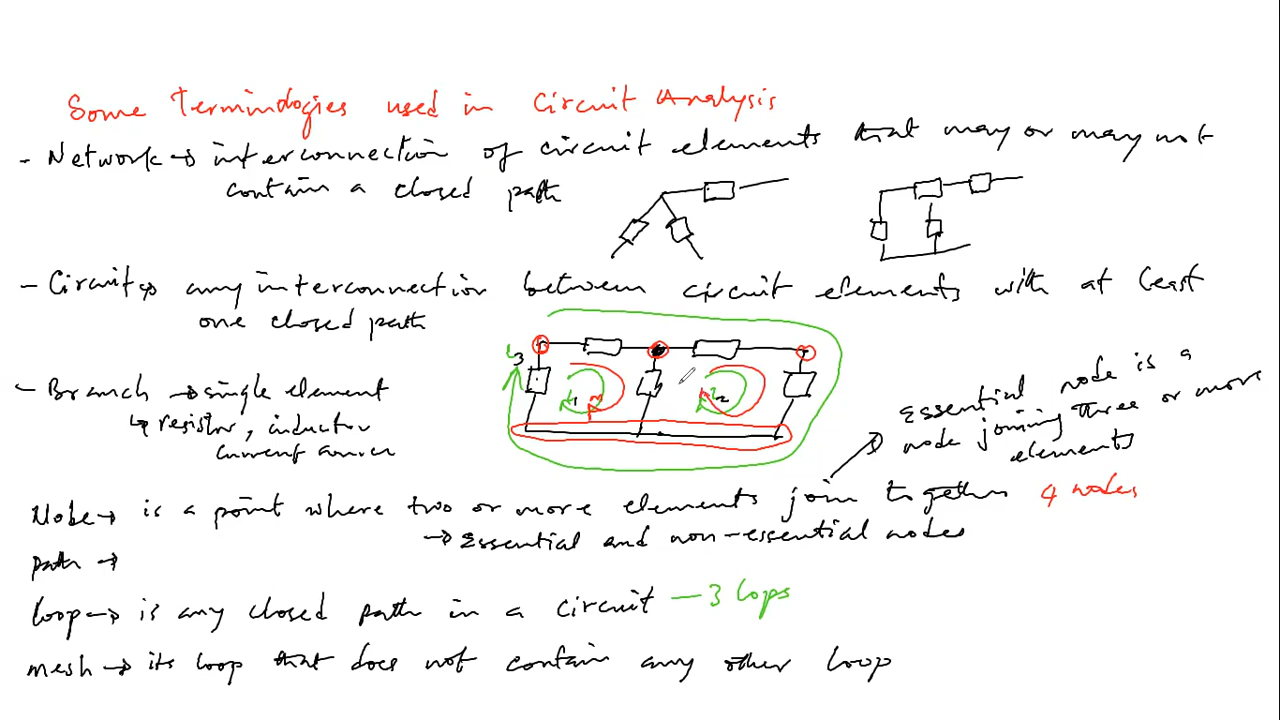 Some Terminologies used in Circuit Analysis
- Network → interconnection of circuit elements that may or may not
contain a closed path
- Circuit → any interconnection between circuit elements with at least
one closed path
L3
L1
L2
- Branch → single element
↳ resistor, inductor
current source
Essential node is a
node joining three or more
elements
Node → is a point where two or more elements join together 4 nodes
→ Essential and non-essential nodes
path →
loop → is any closed path in a circuit - 3 loops
mesh → its loop that does not contain any other loop